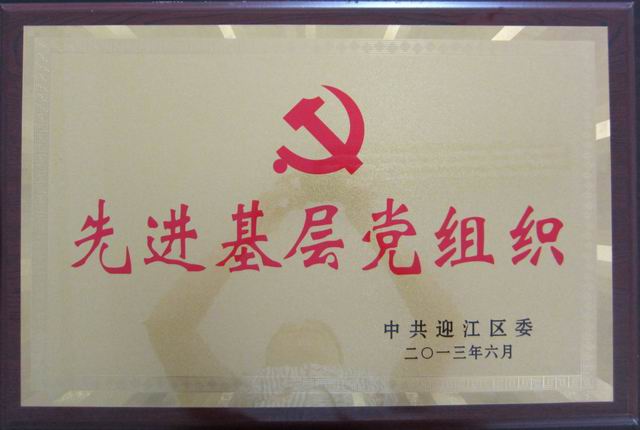 先进基层党组织
中共迎江区委
二〇一三年六月